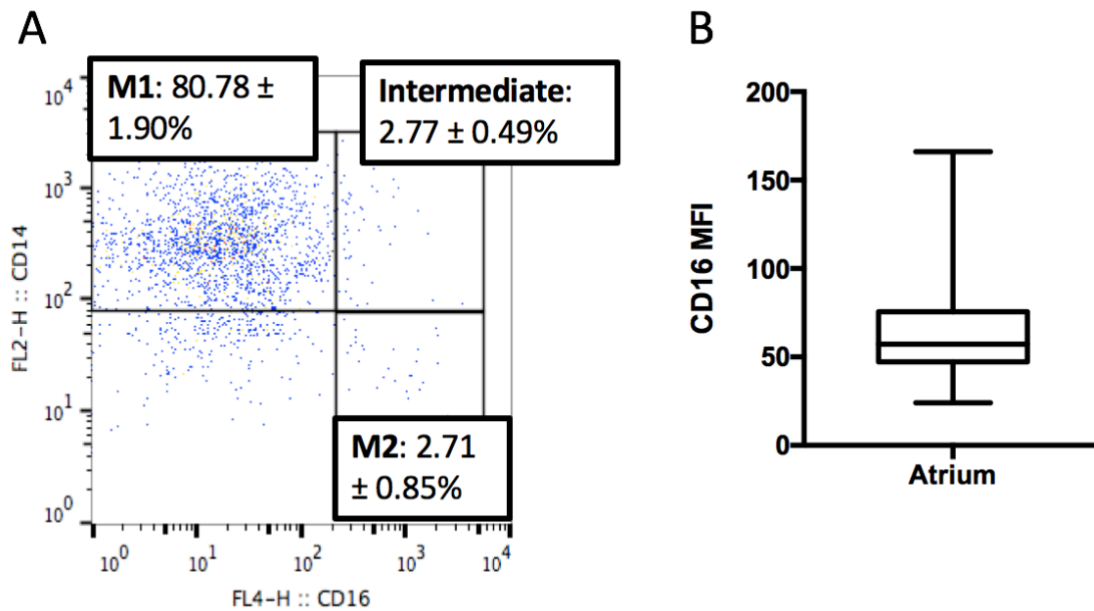 A
B
M1: 80.78 ±
1.90%
Intermediate:
2.77 ± 0.49%
M2: 2.71
± 0.85%
10^4
10^3
10^2
10^1
10^0
FL2-H :: CD14
10^0 10^1 10^2 10^3 10^4
FL4-H :: CD16
200
150
100
50
0
CD16 MFI
Atrium